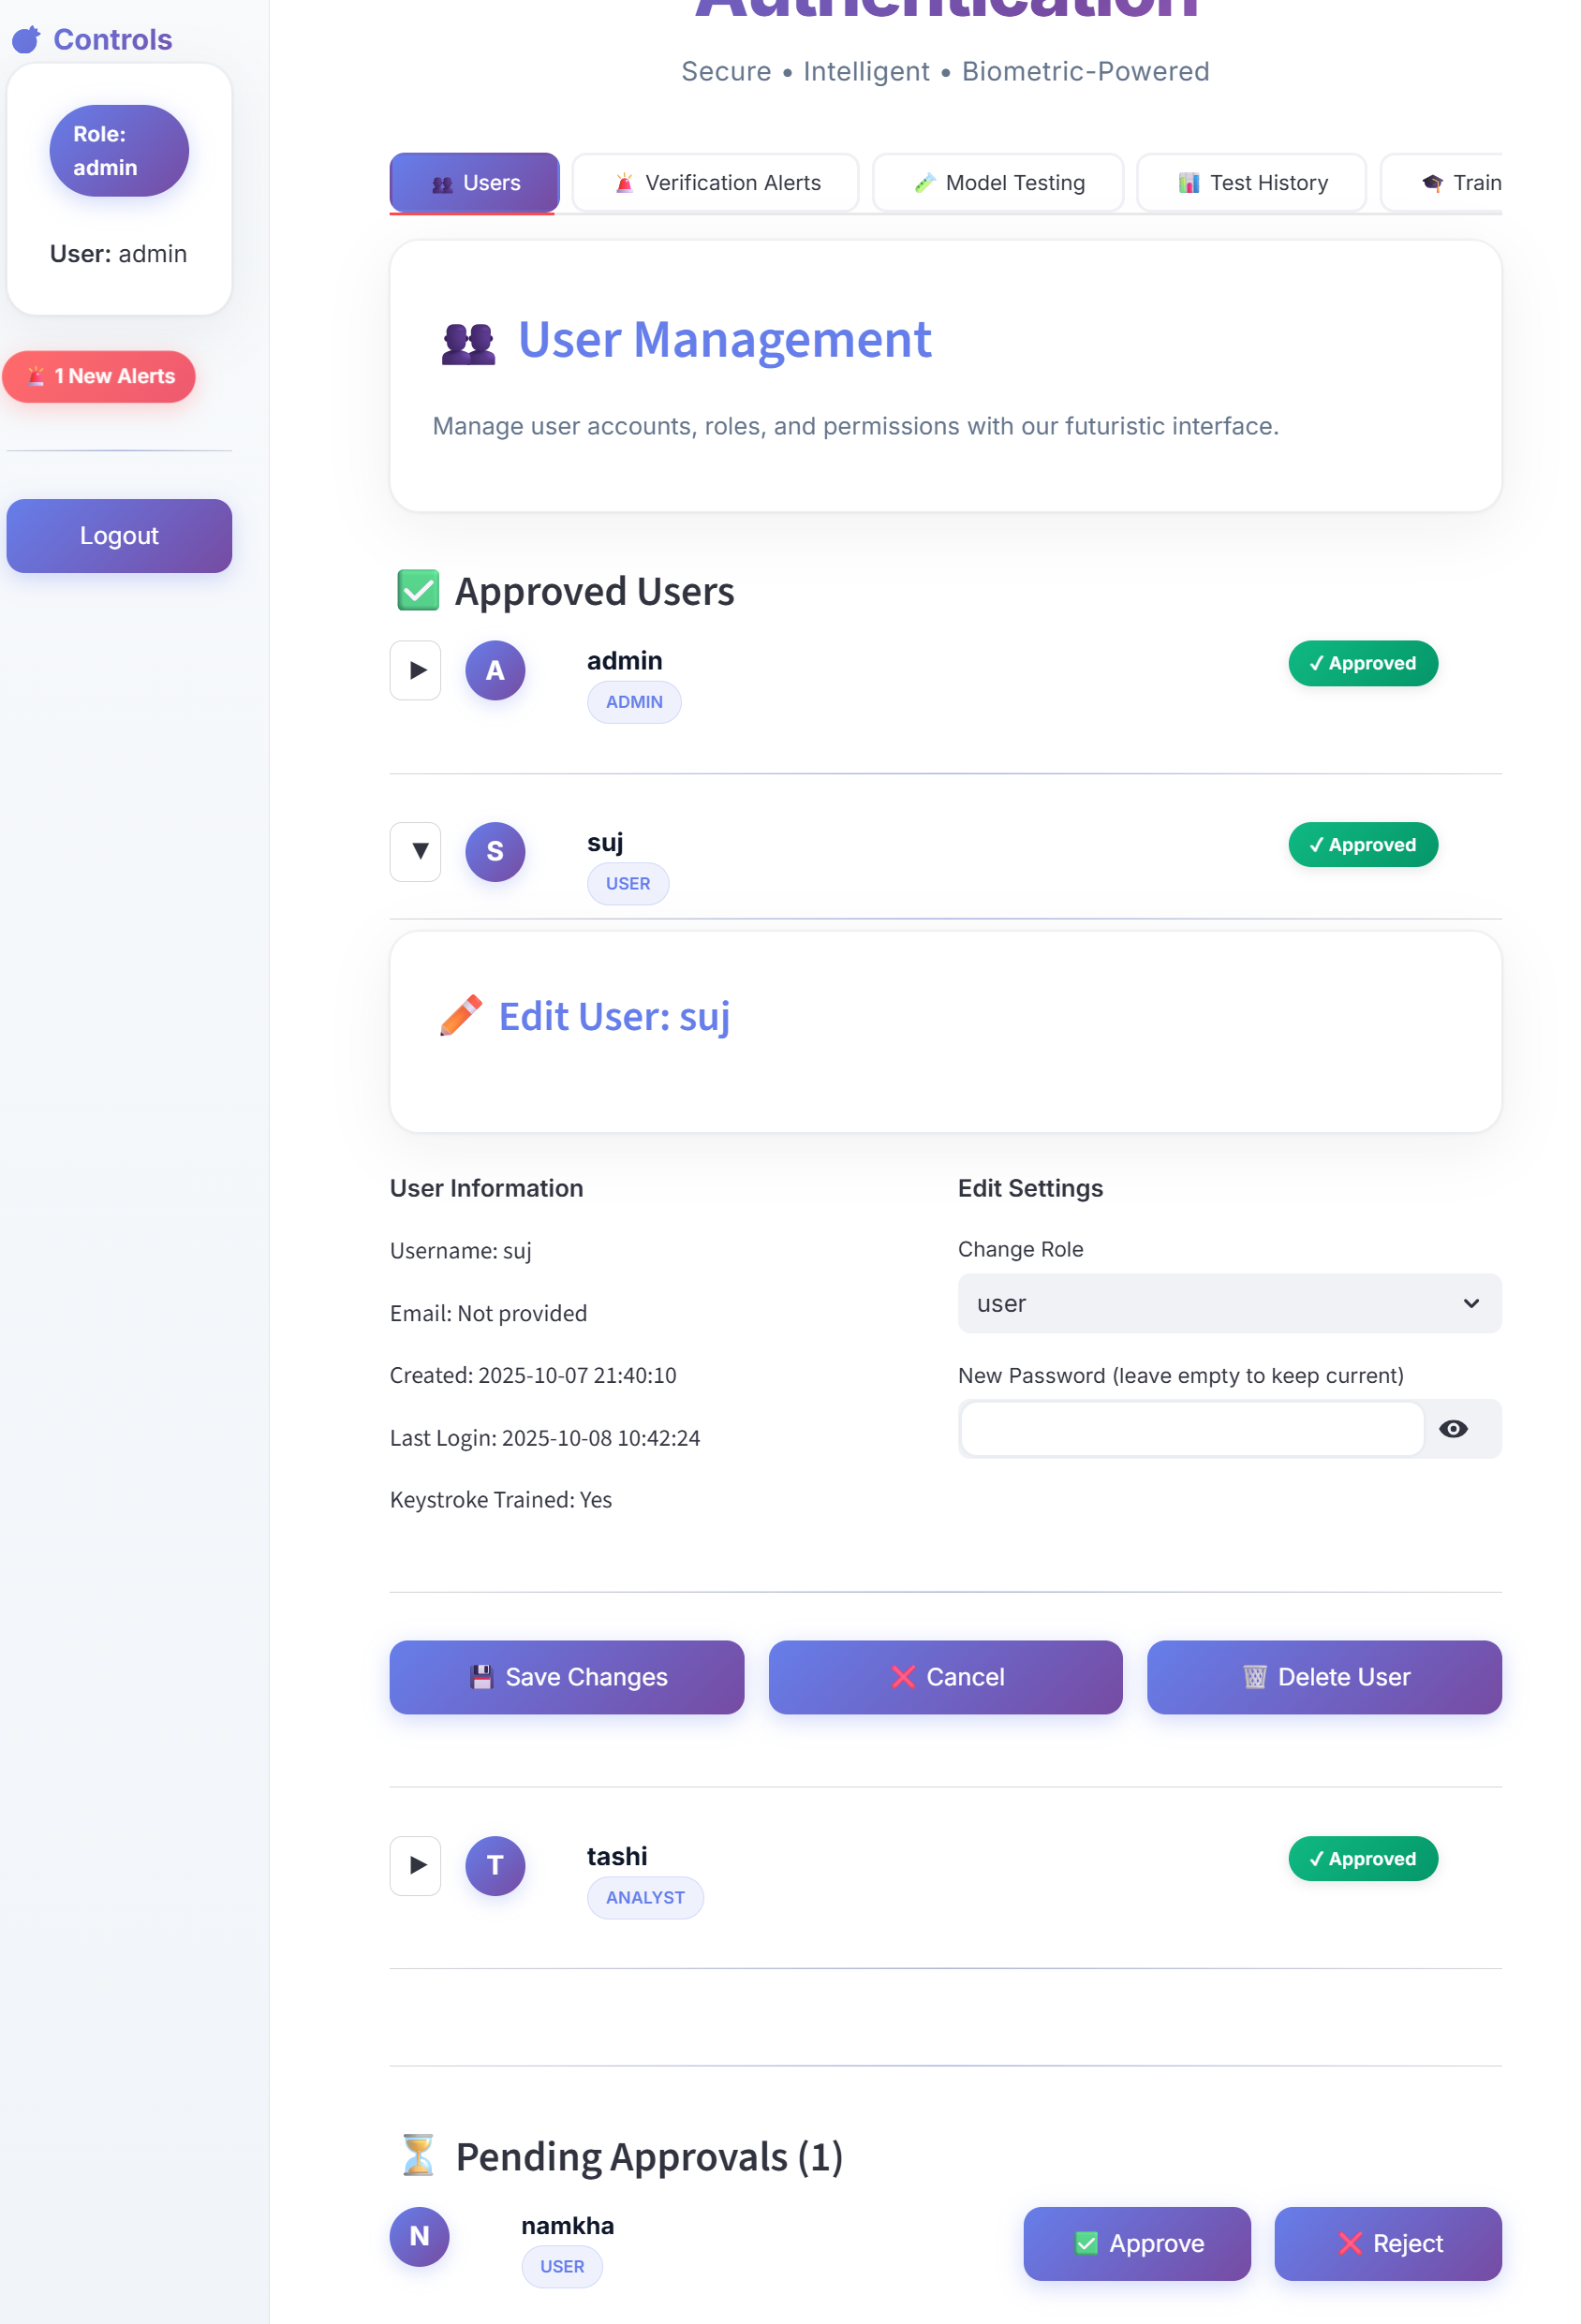 Controls
Role:
admin
User: admin
1 New Alerts
Logout
Authentication
Secure • Intelligent • Biometric-Powered
Users
Verification Alerts
Model Testing
Test History
Train
User Management
Manage user accounts, roles, and permissions with our futuristic interface.
Approved Users
A
admin
ADMIN
✓ Approved
S
suj
USER
✓ Approved
Edit User: suj
User Information
Username: suj
Email: Not provided
Created: 2025-10-07 21:40:10
Last Login: 2025-10-08 10:42:24
Keystroke Trained: Yes
Edit Settings
Change Role
user
New Password (leave empty to keep current)
Save Changes
Cancel
Delete User
T
tashi
ANALYST
✓ Approved
Pending Approvals (1)
N
namkha
USER
Approve
Reject